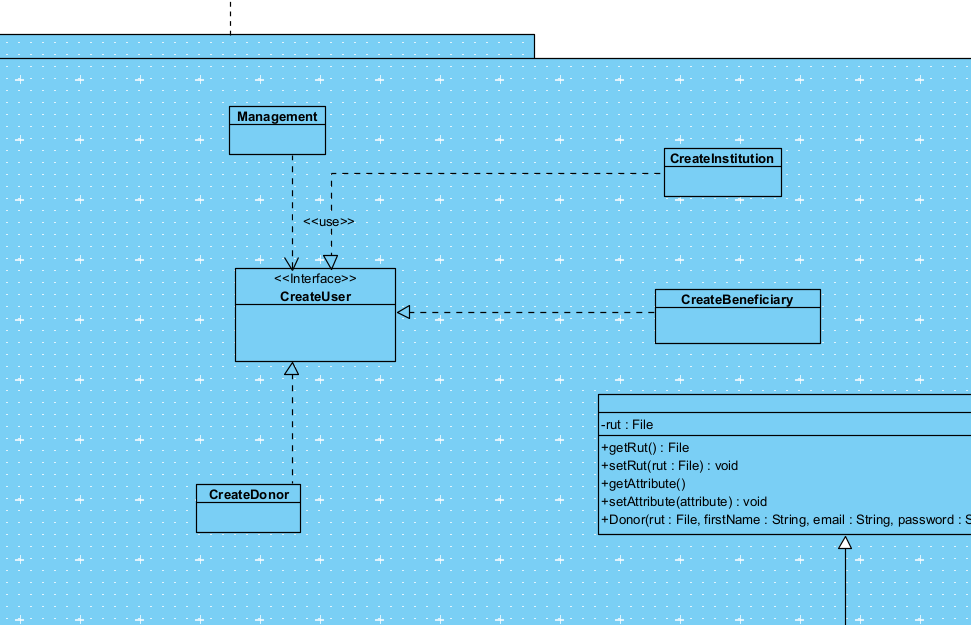 Management
CreateInstitution
<<use>>
<<Interface>>
CreateUser
CreateBeneficiary
-rut : File
+getRut() : File
+setRut(rut : File) : void
+getAttribute()
+setAttribute(attribute) : void
+Donor(rut : File, firstName : String, email : String, password : S
CreateDonor